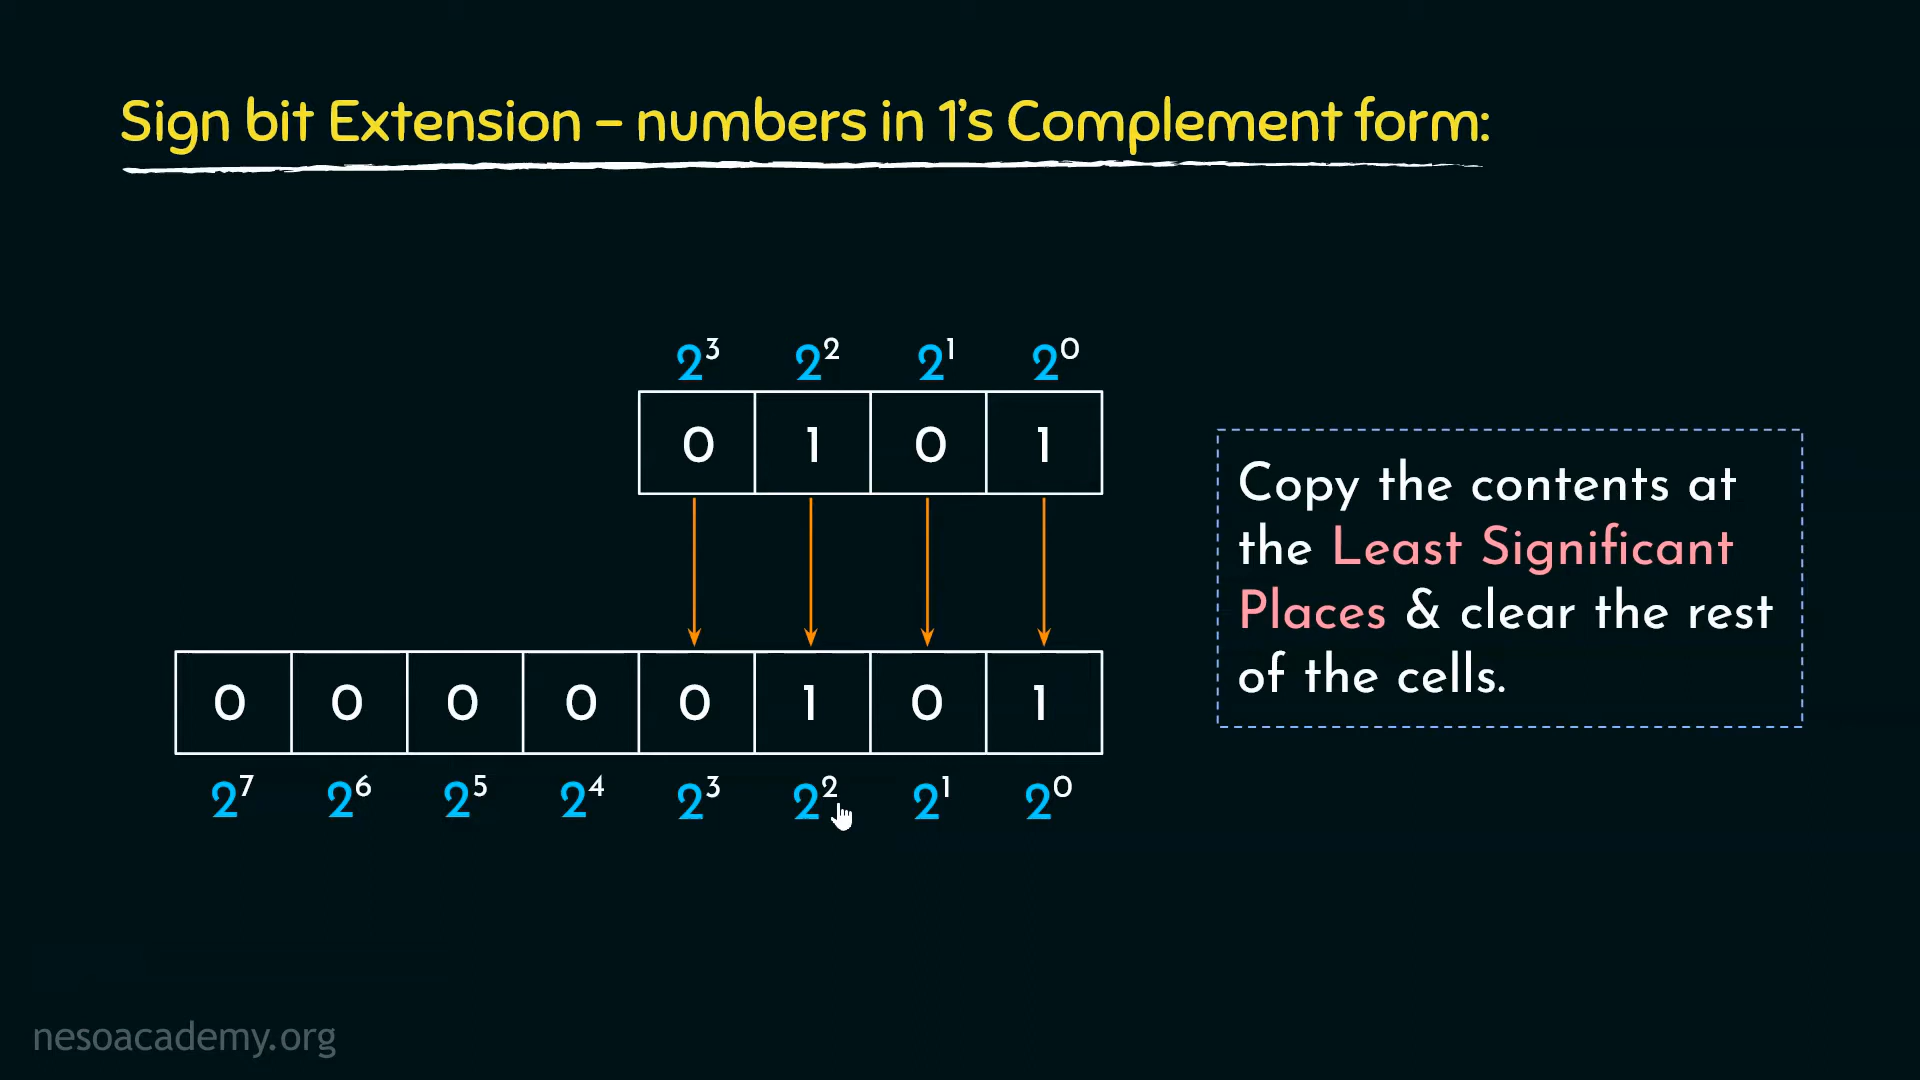 Sign bit Extension – numbers in 1's Complement form:
2³ 2² 2¹ 2⁰
0 1 0 1
Copy the contents at
the Least Significant
Places & clear the rest
of the cells.
0 0 0 0 0 1 0 1
2⁷ 2⁶ 2⁵ 2⁴ 2³ 2² 2¹ 2⁰
nesoacademy.org